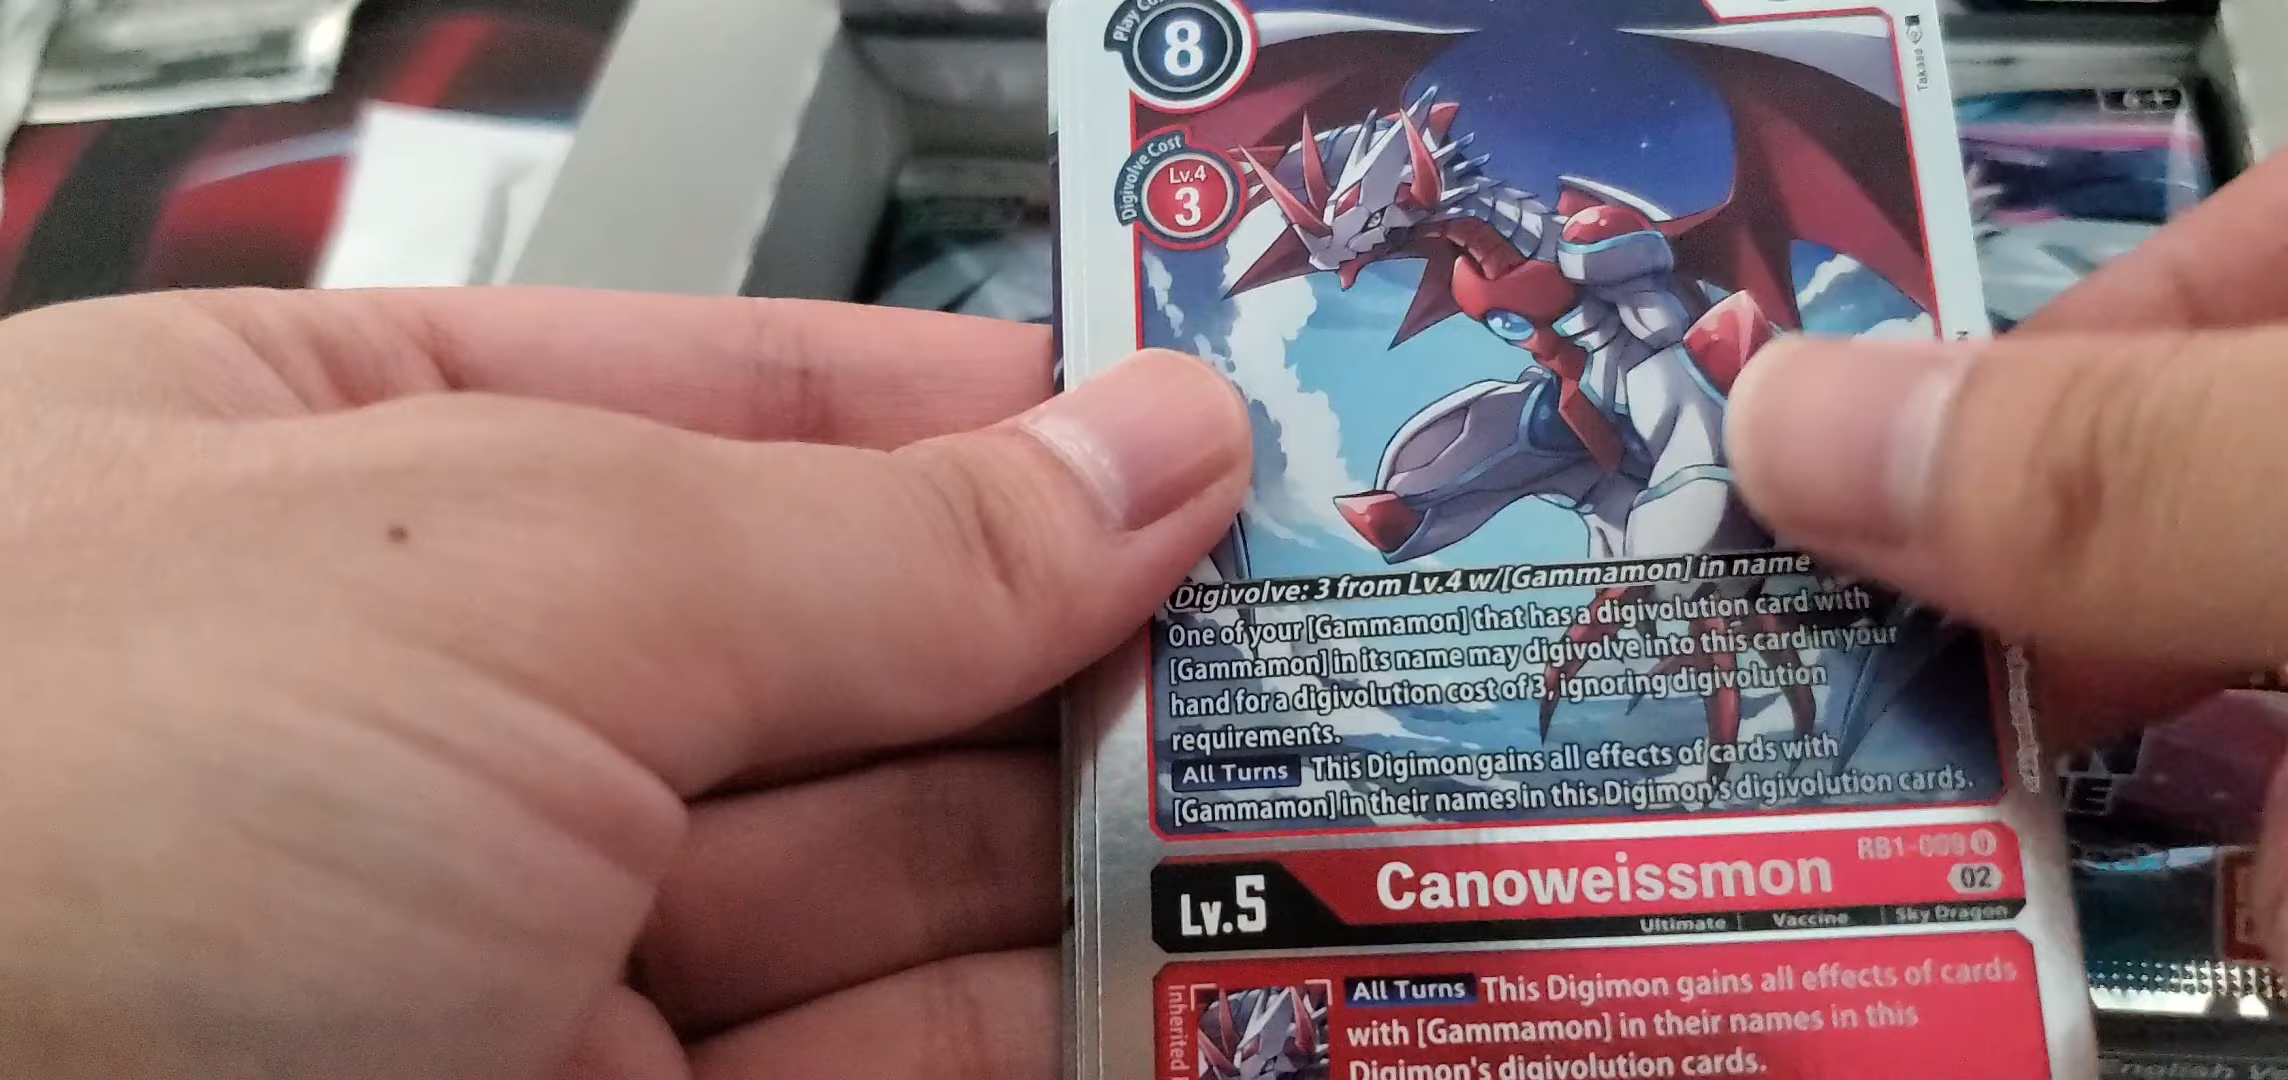 Play Co
8
Takase
Digivolve Cost
Lv.4
3
Digivolve: 3 from Lv.4 w/[Gammamon] in name
One of your [Gammamon] that has a digivolution card with
[Gammamon] in its name may digivolve into this card in your
hand for a digivolution cost of 3, ignoring digivolution
requirements.
All Turns This Digimon gains all effects of cards with
[Gammamon] in their names in this Digimon's digivolution cards.
RB1-009 U
Lv.5 Canoweissmon 02
Ultimate | Vaccine | Sky Dragon
Inherited
All Turns This Digimon gains all effects of cards
with [Gammamon] in their names in this
Digimon's digivolution cards.